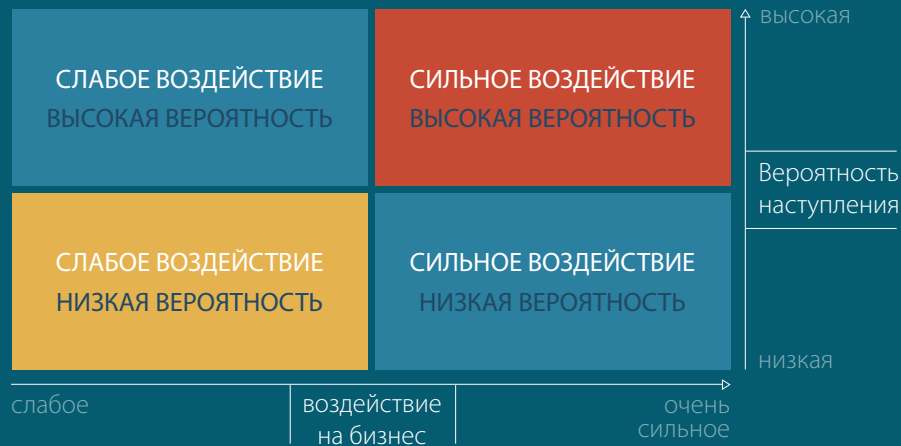 высокая
СЛАБОЕ ВОЗДЕЙСТВИЕ
ВЫСОКАЯ ВЕРОЯТНОСТЬ
СИЛЬНОЕ ВОЗДЕЙСТВИЕ
ВЫСОКАЯ ВЕРОЯТНОСТЬ
Вероятность
наступления
СЛАБОЕ ВОЗДЕЙСТВИЕ
НИЗКАЯ ВЕРОЯТНОСТЬ
СИЛЬНОЕ ВОЗДЕЙСТВИЕ
НИЗКАЯ ВЕРОЯТНОСТЬ
низкая
слабое
воздействие
на бизнес
очень
сильное